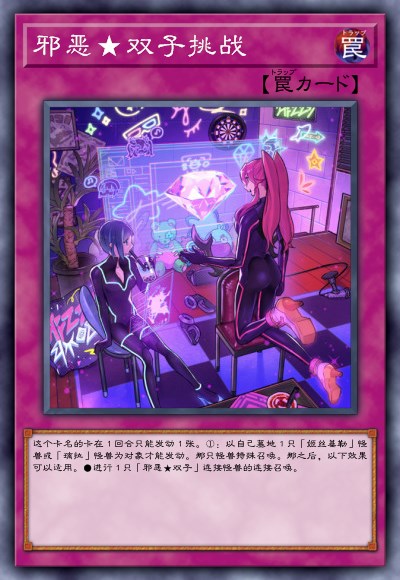 邪恶★双子挑战
トラップ
罠
トラップ
【罠カード】
这个卡名的卡在1回合只能发动1张。①：以自己墓地1只「姬丝基勒」怪
兽或「璃拉」怪兽为对象才能发动。那只怪兽特殊召唤。那之后，以下效果
可以适用。●进行1只「邪恶★双子」连接怪兽的连接召唤。